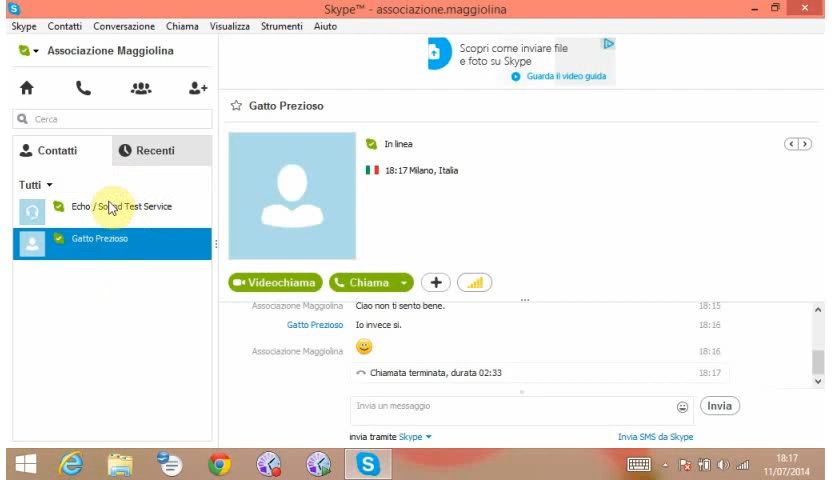 Skype™ - associazione.maggiolina
Skype Contatti Conversazione Chiama Visualizza Strumenti Aiuto
Associazione Maggiolina
Scopri come inviare file
e foto su Skype
Guarda il video guida
Cerca
Contatti
Recenti
Tutti
Echo / Sound Test Service
Gatto Prezioso
Gatto Prezioso
In linea
18:17 Milano, Italia
Videochiama
Chiama
Associazione Maggiolina Ciao non ti sento bene. 18:15
Gatto Prezioso Io invece si. 18:16
Associazione Maggiolina 18:16
Chiamata terminata, durata 02:33 18:17
Invia un messaggio
Invia
invia tramite Skype
Invia SMS da Skype
18:17
11/07/2014